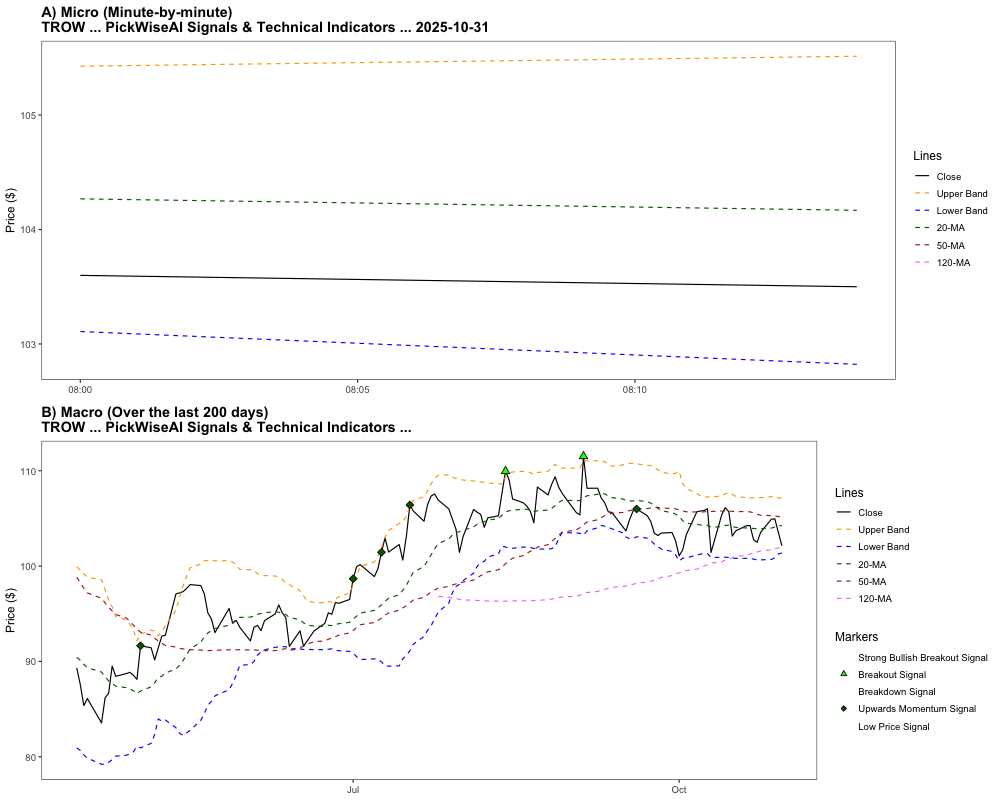 A) Micro (Minute-by-minute)
TROW ... PickWiseAI Signals & Technical Indicators ... 2025-10-31
Price ($)
105
104
103
08:00
08:05
08:10
Lines
Close
Upper Band
Lower Band
20-MA
50-MA
120-MA
B) Macro (Over the last 200 days)
TROW ... PickWiseAI Signals & Technical Indicators ...
Price ($)
110
100
90
80
Jul
Oct
Lines
Close
Upper Band
Lower Band
20-MA
50-MA
120-MA
Markers
Strong Bullish Breakout Signal
Breakout Signal
Breakdown Signal
Upwards Momentum Signal
Low Price Signal